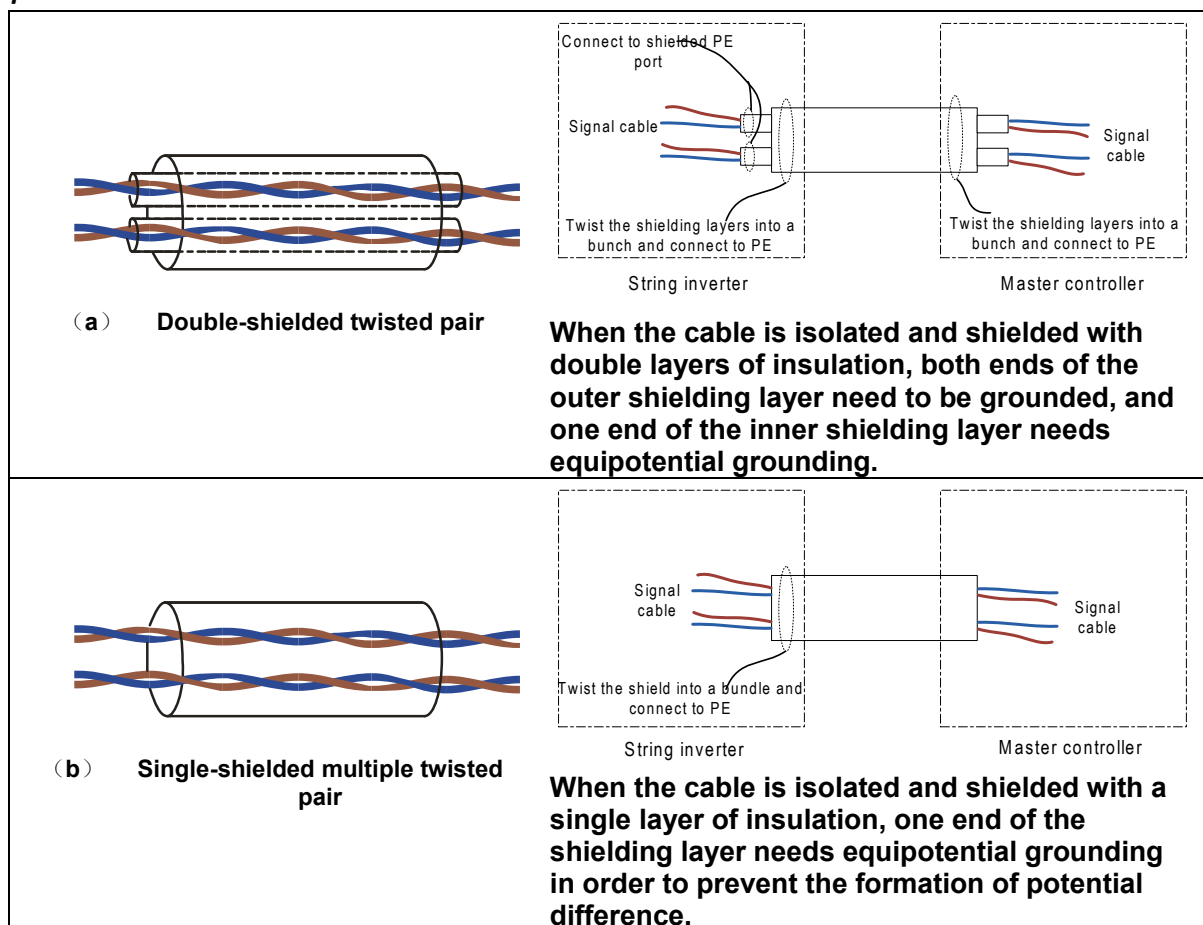 Connect to shielded PE
port
Signal cable
Signal
cable
Twist the shielding layers into a
bunch and connect to PE
Twist the shielding layers into a
bunch and connect to PE
String inverter
Master controller
（a） Double-shielded twisted pair
When the cable is isolated and shielded with
double layers of insulation, both ends of the
outer shielding layer need to be grounded, and
one end of the inner shielding layer needs
equipotential grounding.
Signal
cable
Signal
cable
Twist the shield into a bundle and
connect to PE
String inverter
Master controller
（b） Single-shielded multiple twisted
pair
When the cable is isolated and shielded with a
single layer of insulation, one end of the
shielding layer needs equipotential grounding
in order to prevent the formation of potential
difference.